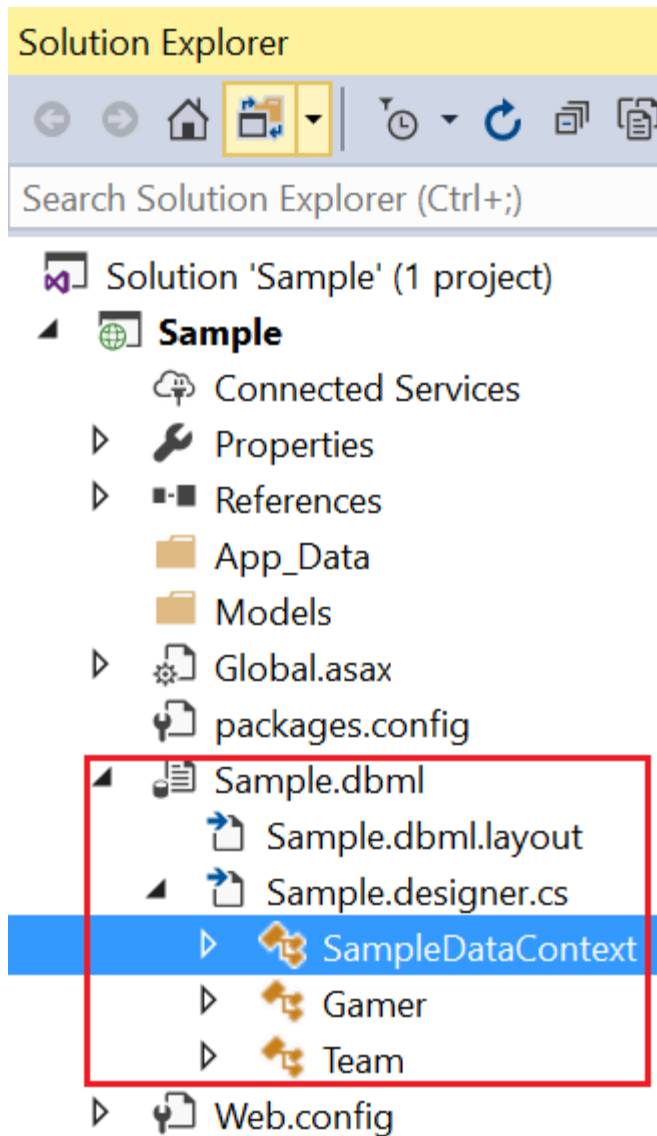 Solution Explorer
Search Solution Explorer (Ctrl+;)
Solution 'Sample' (1 project)
Sample
Connected Services
Properties
References
App_Data
Models
Global.asax
packages.config
Sample.dbml
Sample.dbml.layout
Sample.designer.cs
SampleDataContext
Gamer
Team
Web.config